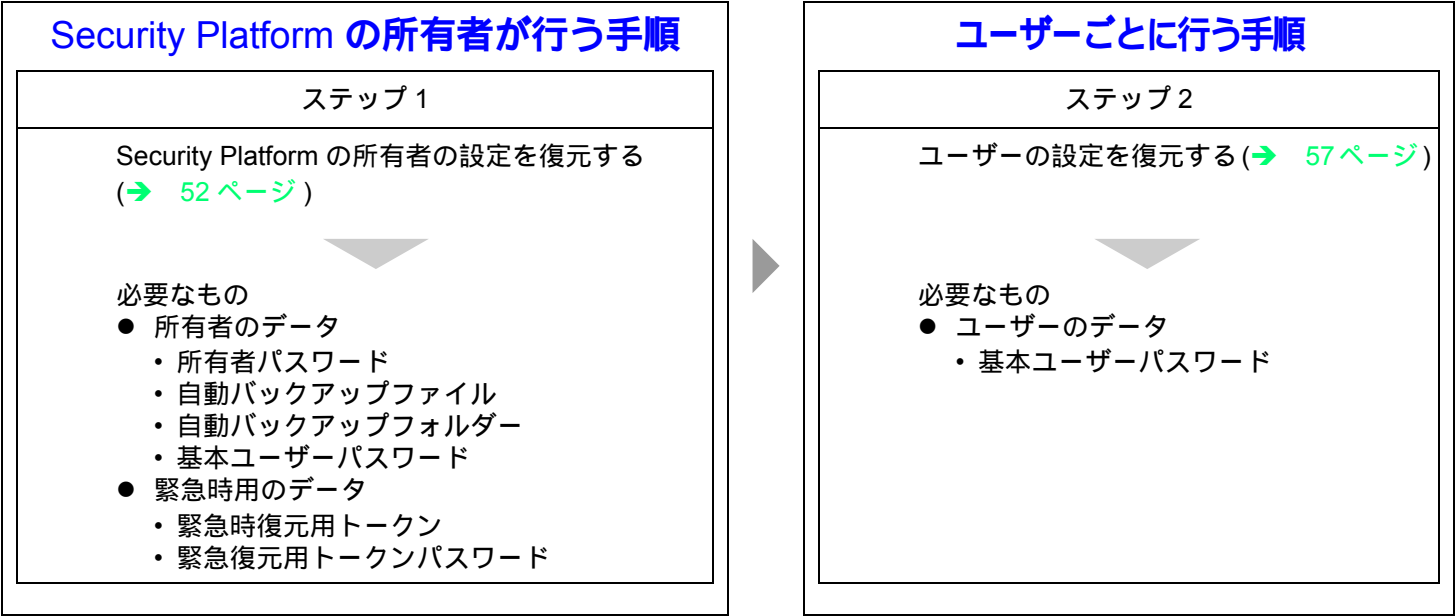 Security Platform の所有者が行う手順
ステップ 1
Security Platform の所有者の設定を復元する
(➔ 52 ページ )
必要なもの
● 所有者のデータ
• 所有者パスワード
• 自動バックアップファイル
• 自動バックアップフォルダー
• 基本ユーザーパスワード
● 緊急時用のデータ
• 緊急時復元用トークン
• 緊急復元用トークンパスワード
ユーザーごとに行う手順
ステップ 2
ユーザーの設定を復元する (➔ 57 ページ )
必要なもの
● ユーザーのデータ
• 基本ユーザーパスワード